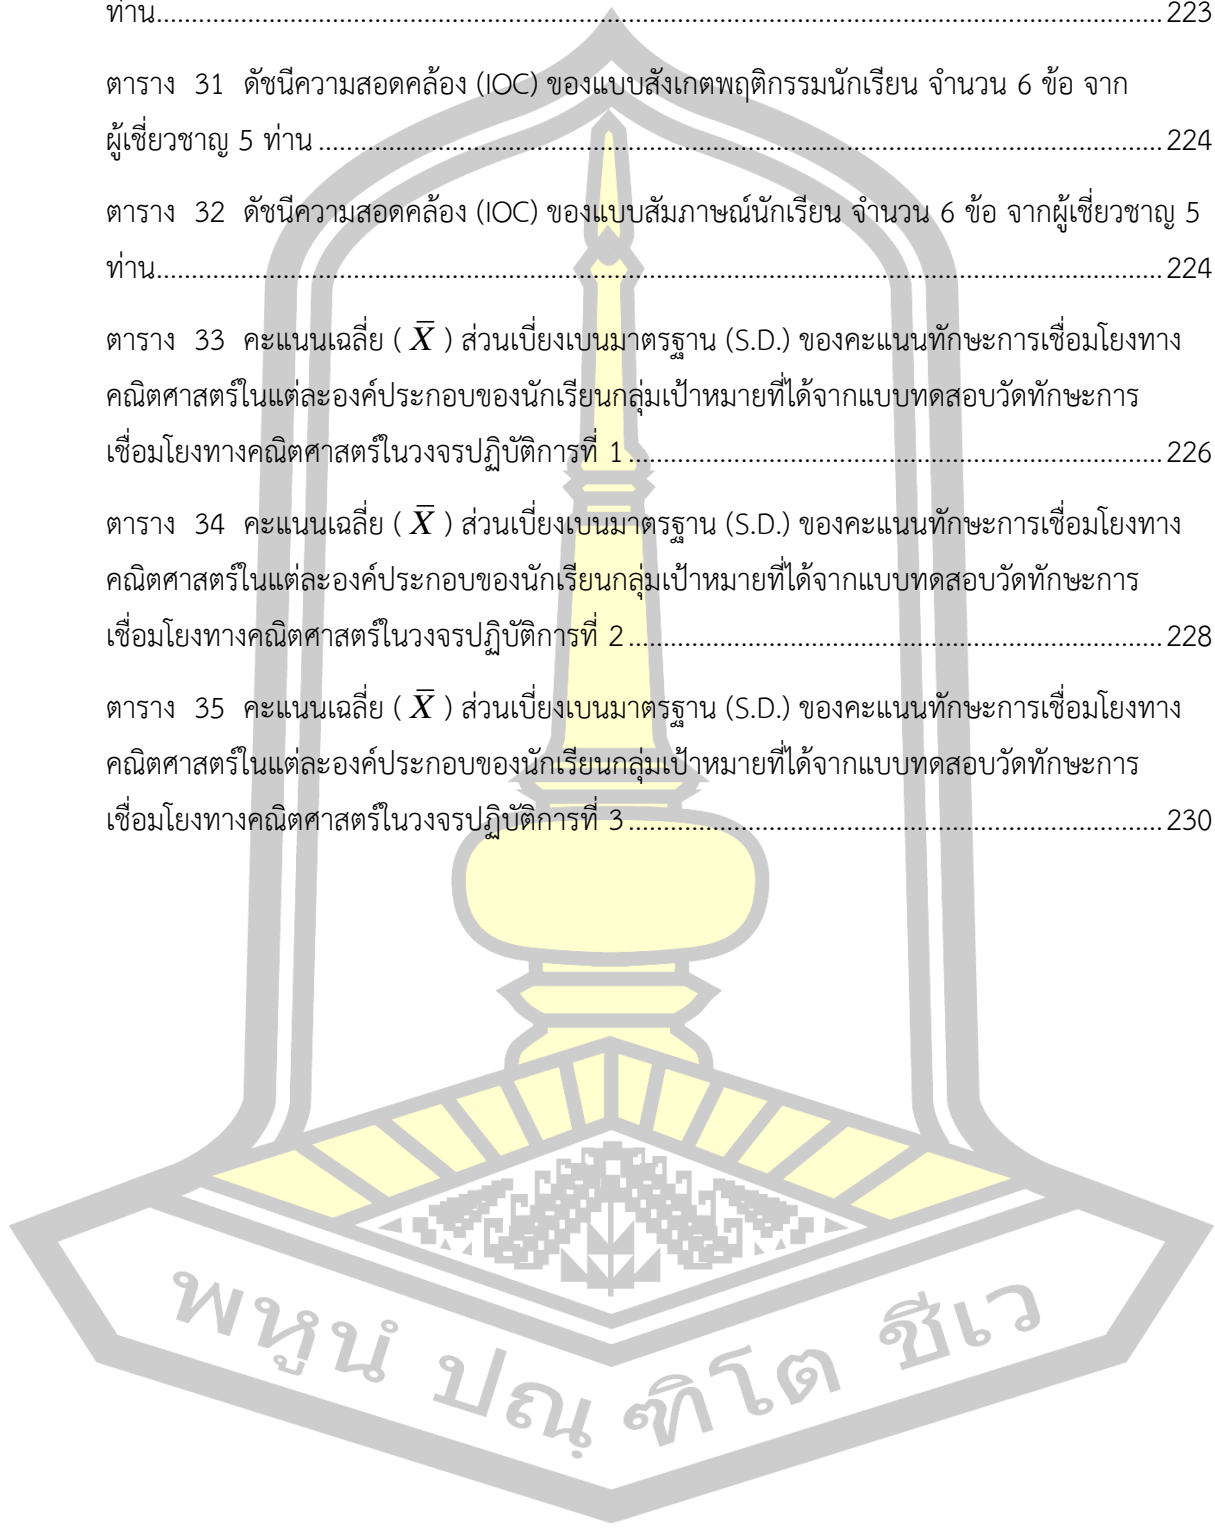 ท่าน.......................................................................................................................... 223
ตาราง 31 ดัชนีความสอดคล้อง (IOC) ของแบบสังเกตพฤติกรรมนักเรียน จำนวน 6 ข้อ จาก
ผู้เชี่ยวชาญ 5 ท่าน ...................................................................................................... 224
ตาราง 32 ดัชนีความสอดคล้อง (IOC) ของแบบสัมภาษณ์นักเรียน จำนวน 6 ข้อ จากผู้เชี่ยวชาญ 5
ท่าน.......................................................................................................................... 224
ตาราง 33 คะแนนเฉลี่ย ( X̅ ) ส่วนเบี่ยงเบนมาตรฐาน (S.D.) ของคะแนนทักษะการเชื่อมโยงทาง
คณิตศาสตร์ในแต่ละองค์ประกอบของนักเรียนกลุ่มเป้าหมายที่ได้จากแบบทดสอบวัดทักษะการ
เชื่อมโยงทางคณิตศาสตร์ในวงจรปฏิบัติการที่ 1 ................................................................. 226
ตาราง 34 คะแนนเฉลี่ย ( X̅ ) ส่วนเบี่ยงเบนมาตรฐาน (S.D.) ของคะแนนทักษะการเชื่อมโยงทาง
คณิตศาสตร์ในแต่ละองค์ประกอบของนักเรียนกลุ่มเป้าหมายที่ได้จากแบบทดสอบวัดทักษะการ
เชื่อมโยงทางคณิตศาสตร์ในวงจรปฏิบัติการที่ 2 ................................................................. 228
ตาราง 35 คะแนนเฉลี่ย ( X̅ ) ส่วนเบี่ยงเบนมาตรฐาน (S.D.) ของคะแนนทักษะการเชื่อมโยงทาง
คณิตศาสตร์ในแต่ละองค์ประกอบของนักเรียนกลุ่มเป้าหมายที่ได้จากแบบทดสอบวัดทักษะการ
เชื่อมโยงทางคณิตศาสตร์ในวงจรปฏิบัติการที่ 3 ................................................................. 230
พหูนํ ปณฺ ฑิโต ชีเว